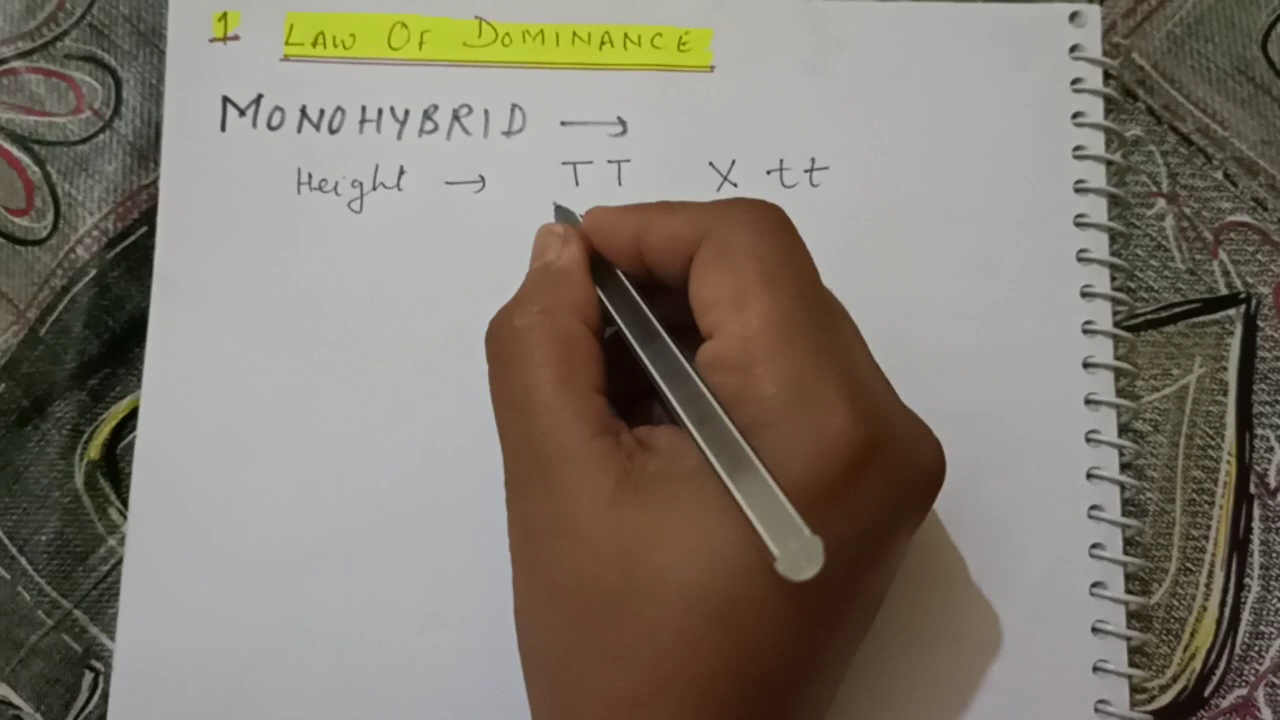 1 LAW OF DOMINANCE
MONOHYBRID →
Height → TT X tt